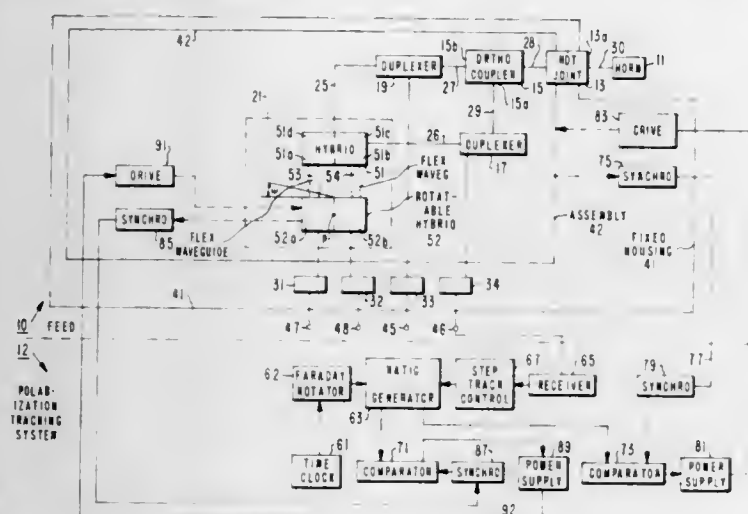 42
15b
28
13a
30
DUPLEXER
ORTHO
COUPLER
ROT
JOINT
HORN
11
25
19
27
15
13
15a
21
29
83
51d
51c
HYBRID
26
DUPLEXER
DRIVE
51a
51b
91
53
54
51
17
75
DRIVE
FLEX
WAVEG
SYNCHRO
SYNCHRO
ROTAT-
ABLE
HYBRID
52
ASSEMBLY
42
85
FLEX
WAVEGUIDE
52a
P
52b
FIXED
HOUSING
41
31
32
33
34
10
FEED
41
47
48
45
46
12
POLAR-
IZATION
TRACKING
SYSTEM
62
FARADAY
ROTATOR
MATIC
GENERATOR
63
STEP
TRACK
CONTROL
67
65
RECEIVER
79
SYNCHRO
77
61
TIME
CLOCK
71
COMPARATOR
87
SYNCHRO
89
POWER
SUPPLY
73
COMPARATOR
81
POWER
SUPPLY
92